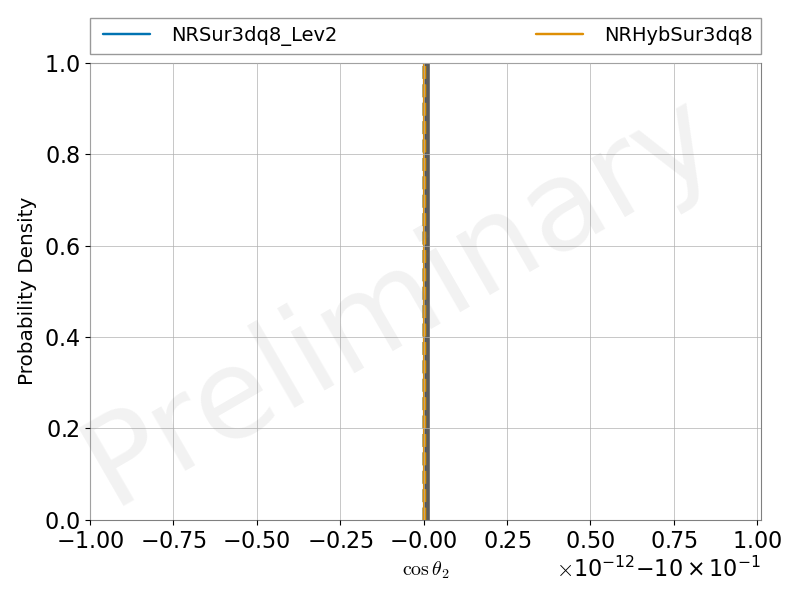 NRSur3dq8_Lev2 NRHybSur3dq8
1.0
0.8
0.6
0.4
0.2
0.0
Probability Density
Preliminary
−1.00 −0.75 −0.50 −0.25 −0.00 0.25 0.50 0.75 1.00
cos θ₂ ×10⁻¹²−10 × 10⁻¹